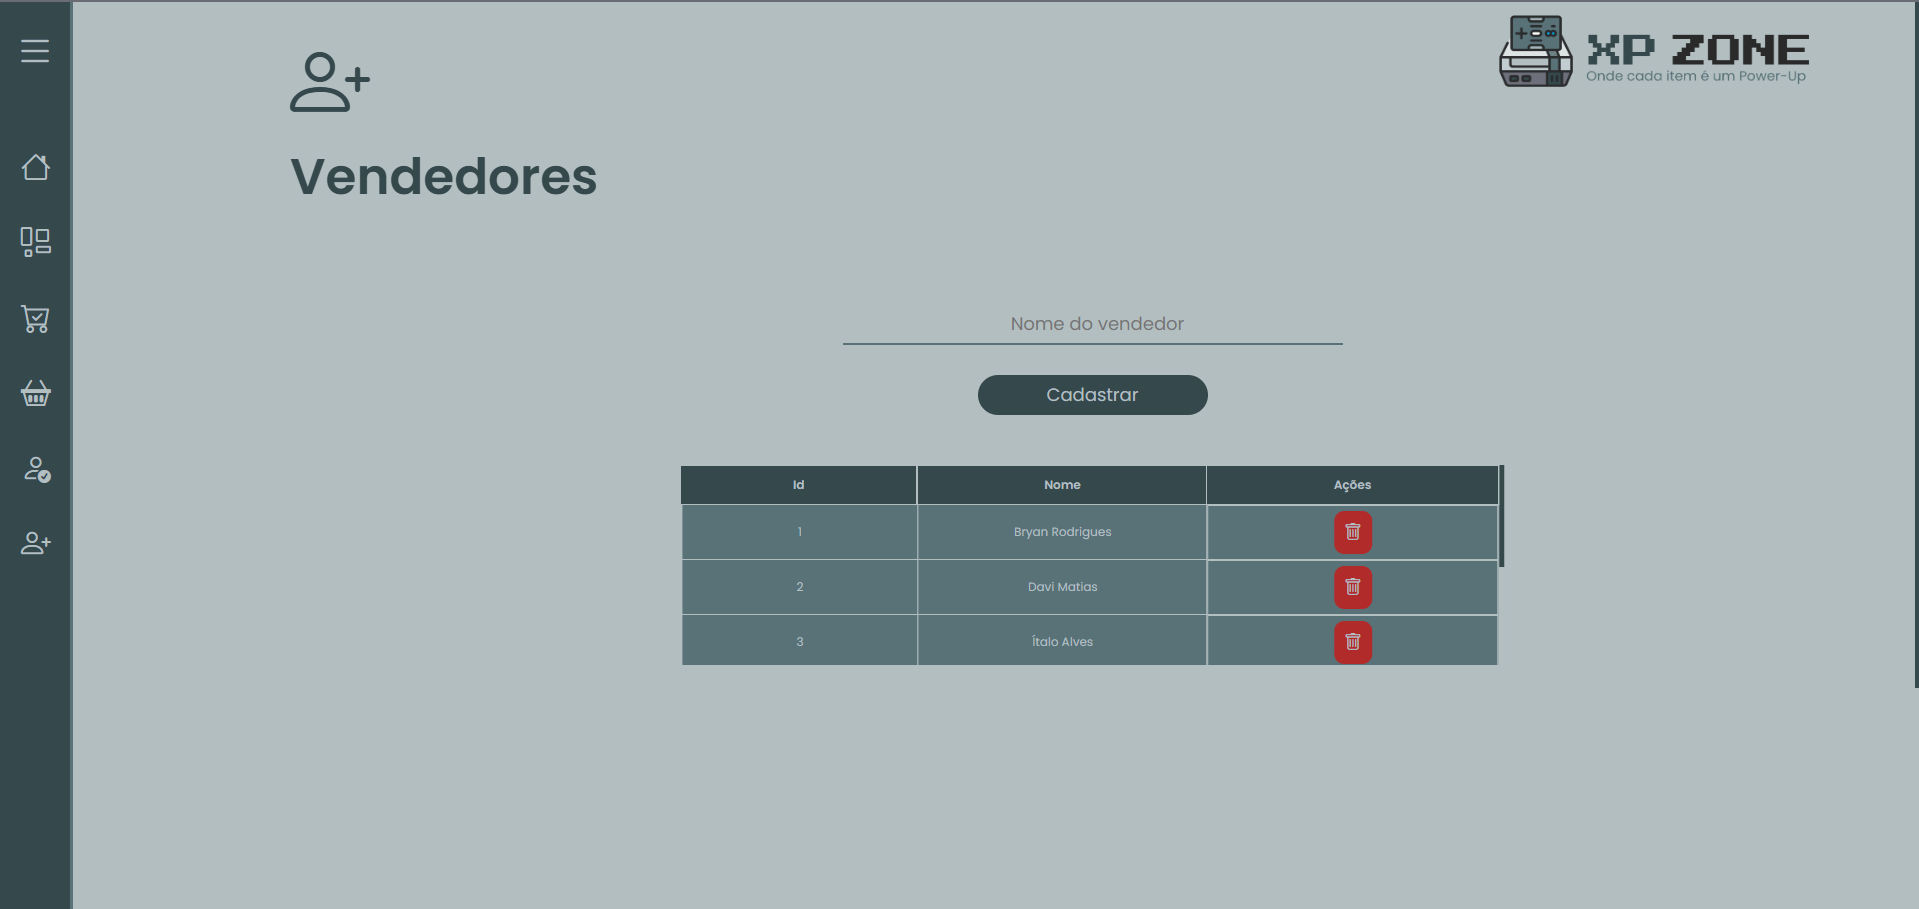 XP ZONE
Onde cada item é um Power-Up
Vendedores
Nome do vendedor
Cadastrar
Id Nome Ações
1 Bryan Rodrigues
2 Davi Matias
3 Ítalo Alves